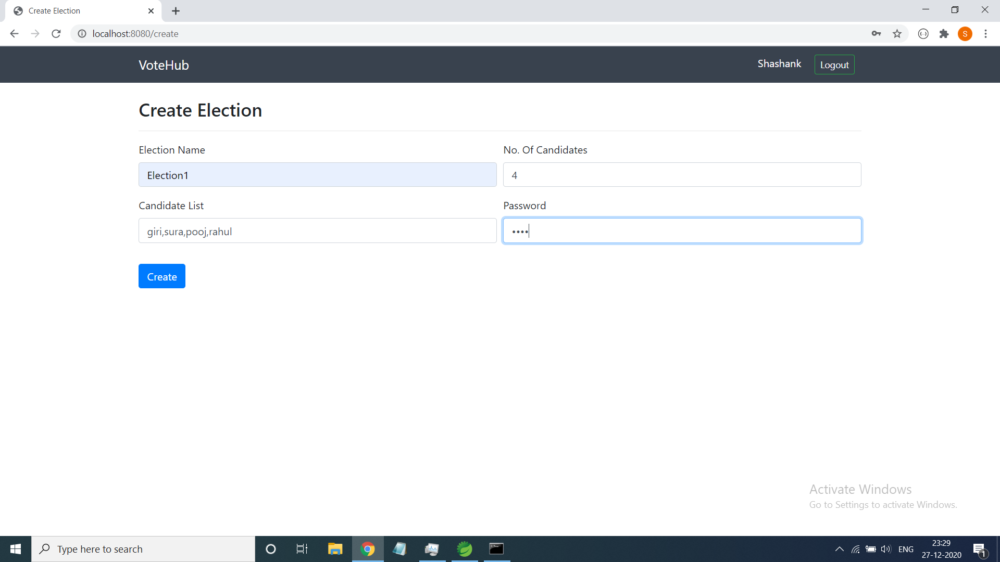 Create Election
localhost:8080/create
S
VoteHub
Shashank
Logout
Create Election
Election Name
No. Of Candidates
Election1
4
Candidate List
Password
giri,sura,pooj,rahul
••••
Create
Activate Windows
Go to Settings to activate Windows.
Type here to search
ENG
23:29
27-12-2020
1